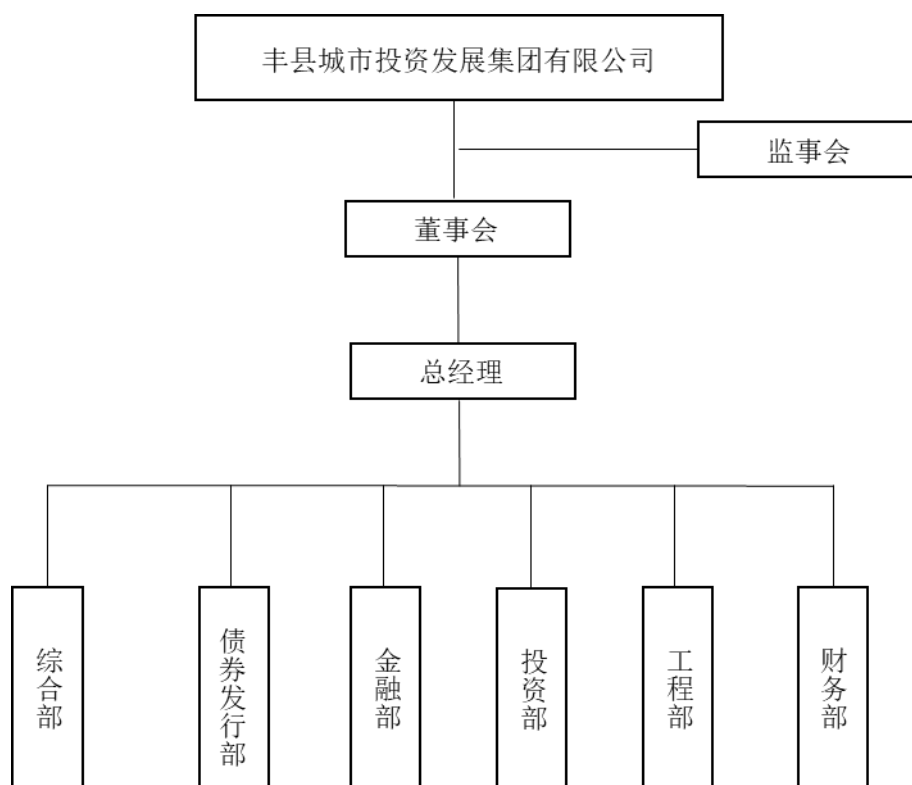 丰县城市投资发展集团有限公司
监事会
董事会
总经理
综合部
债券发行部
金融部
投资部
工程部
财务部